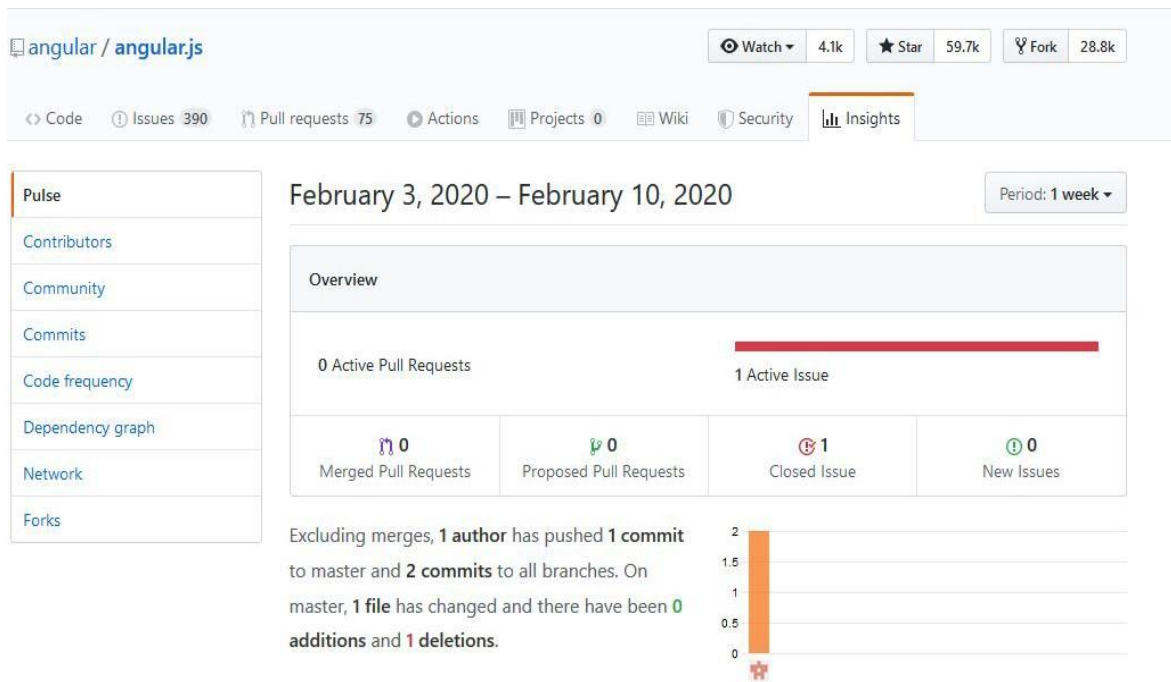 angular / angular.js
Watch 4.1k Star 59.7k Fork 28.8k
<> Code Issues 390 Pull requests 75 Actions Projects 0 Wiki Security Insights
Pulse
Contributors
Community
Commits
Code frequency
Dependency graph
Network
Forks
February 3, 2020 – February 10, 2020
Period: 1 week
Overview
0 Active Pull Requests
1 Active Issue
0
Merged Pull Requests
0
Proposed Pull Requests
1
Closed Issue
0
New Issues
Excluding merges, 1 author has pushed 1 commit
to master and 2 commits to all branches. On
master, 1 file has changed and there have been 0
additions and 1 deletions.
2
1.5
1
0.5
0